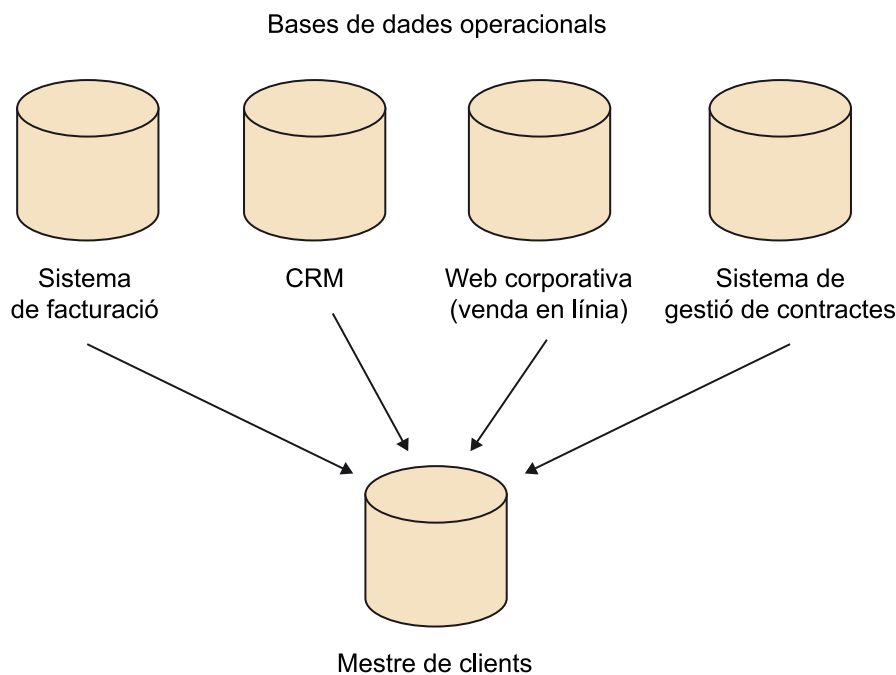 Bases de dades operacionals
Sistema
de facturació
CRM
Web corporativa
(venda en línia)
Sistema de
gestió de contractes
Mestre de clients